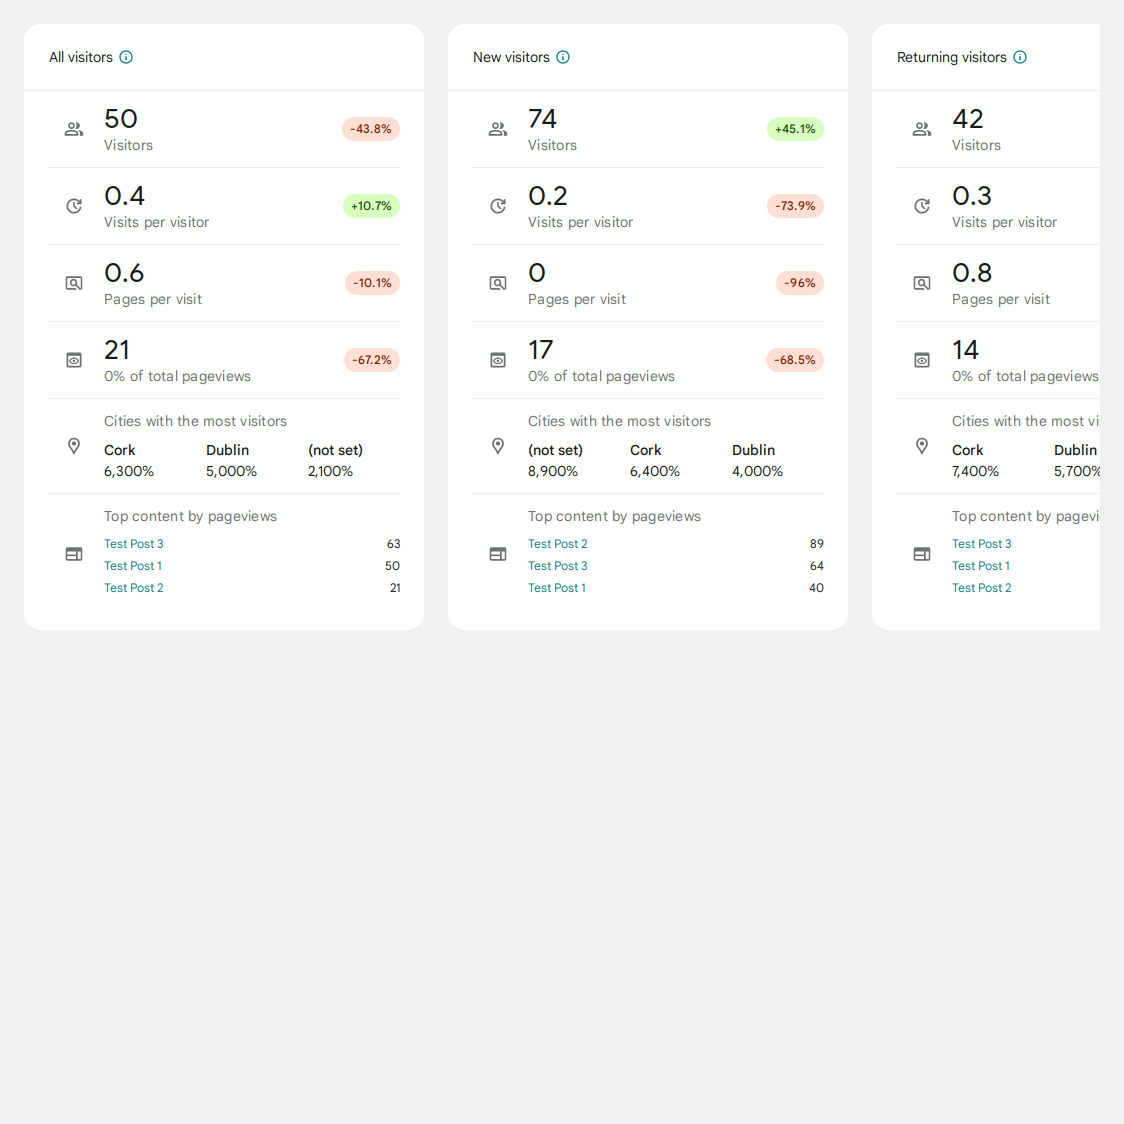 All visitors
50
Visitors
-43.8%
0.4
Visits per visitor
+10.7%
0.6
Pages per visit
-10.1%
21
0% of total pageviews
-67.2%
Cities with the most visitors
Cork Dublin (not set)
6,300% 5,000% 2,100%
Top content by pageviews
Test Post 3 63
Test Post 1 50
Test Post 2 21
New visitors
74
Visitors
+45.1%
0.2
Visits per visitor
-73.9%
0
Pages per visit
-96%
17
0% of total pageviews
-68.5%
Cities with the most visitors
(not set) Cork Dublin
8,900% 6,400% 4,000%
Top content by pageviews
Test Post 2 89
Test Post 3 64
Test Post 1 40
Returning visitors
42
Visitors
0.3
Visits per visitor
0.8
Pages per visit
14
0% of total pageviews
Cities with the most
Cork Dublin
7,400% 5,700%
Top content by
Test Post 3
Test Post 1
Test Post 2